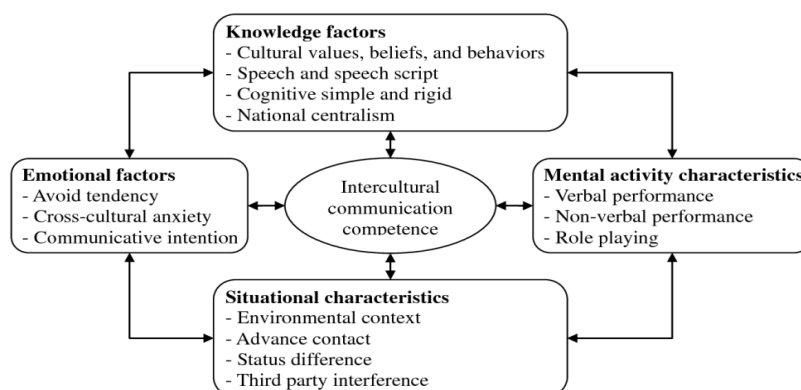 Knowledge factors
- Cultural values, beliefs, and behaviors
- Speech and speech script
- Cognitive simple and rigid
- National centralism
Emotional factors
- Avoid tendency
- Cross-cultural anxiety
- Communicative intention
Intercultural
communication
competence
Mental activity characteristics
- Verbal performance
- Non-verbal performance
- Role playing
Situational characteristics
- Environmental context
- Advance contact
- Status difference
- Third party interference